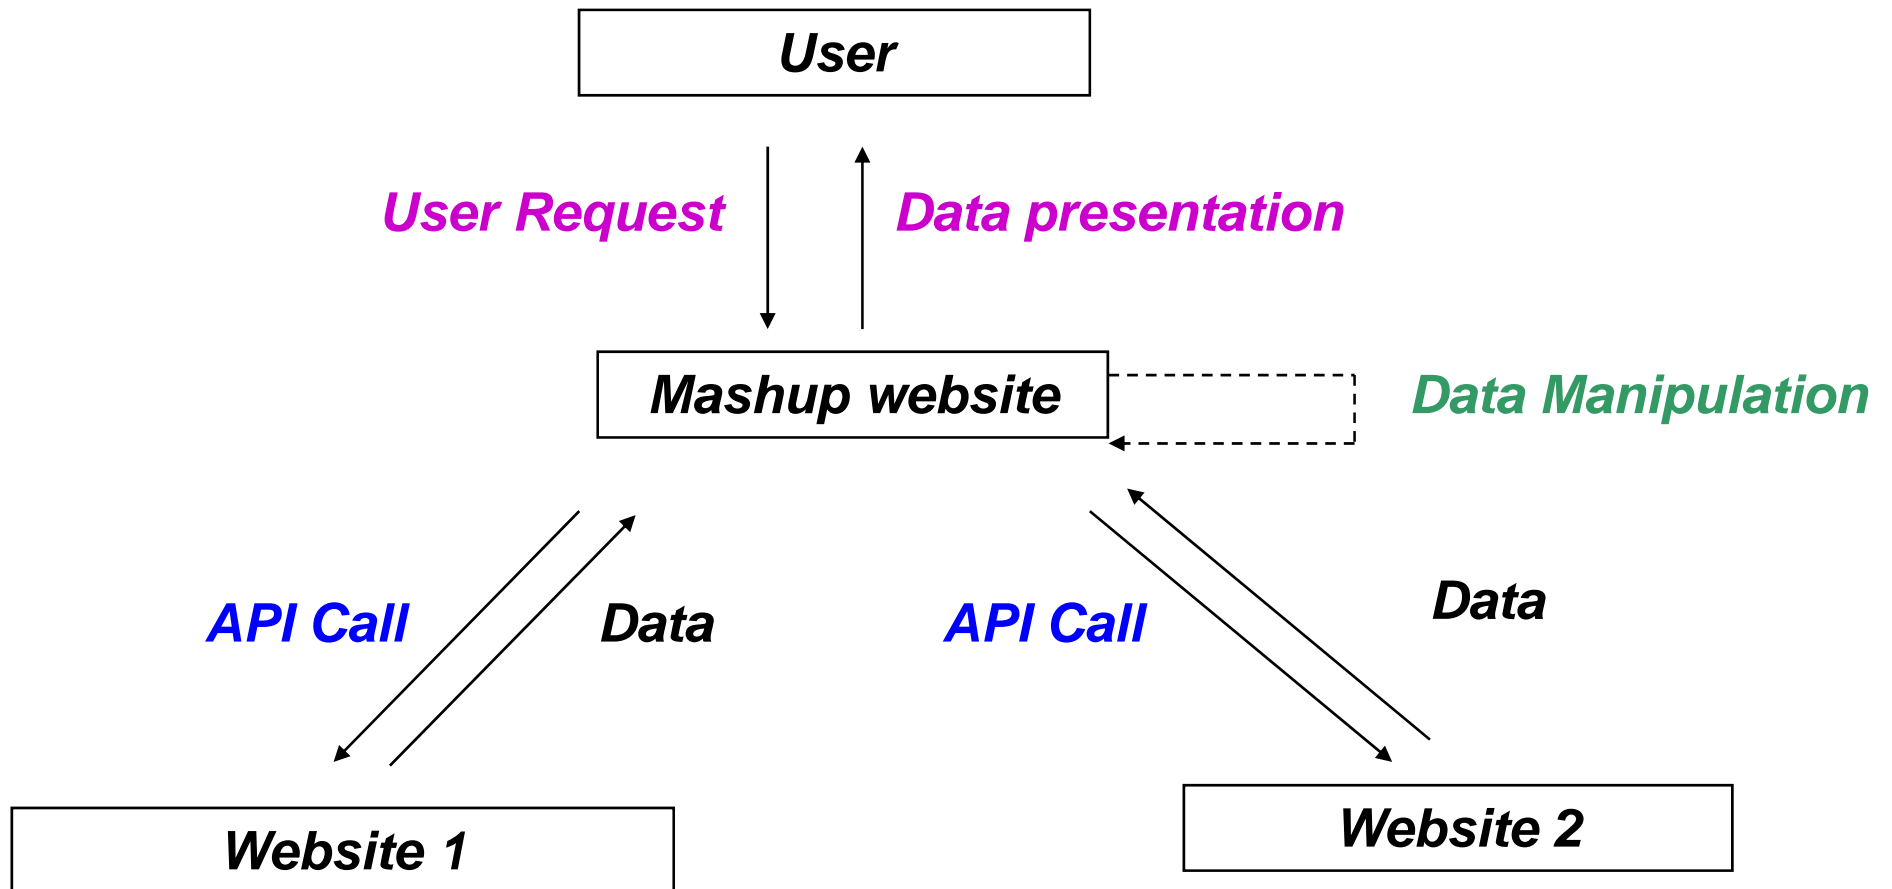 User
User Request
Data presentation
Mashup website
Data Manipulation
API Call
Data
API Call
Data
Website 1
Website 2